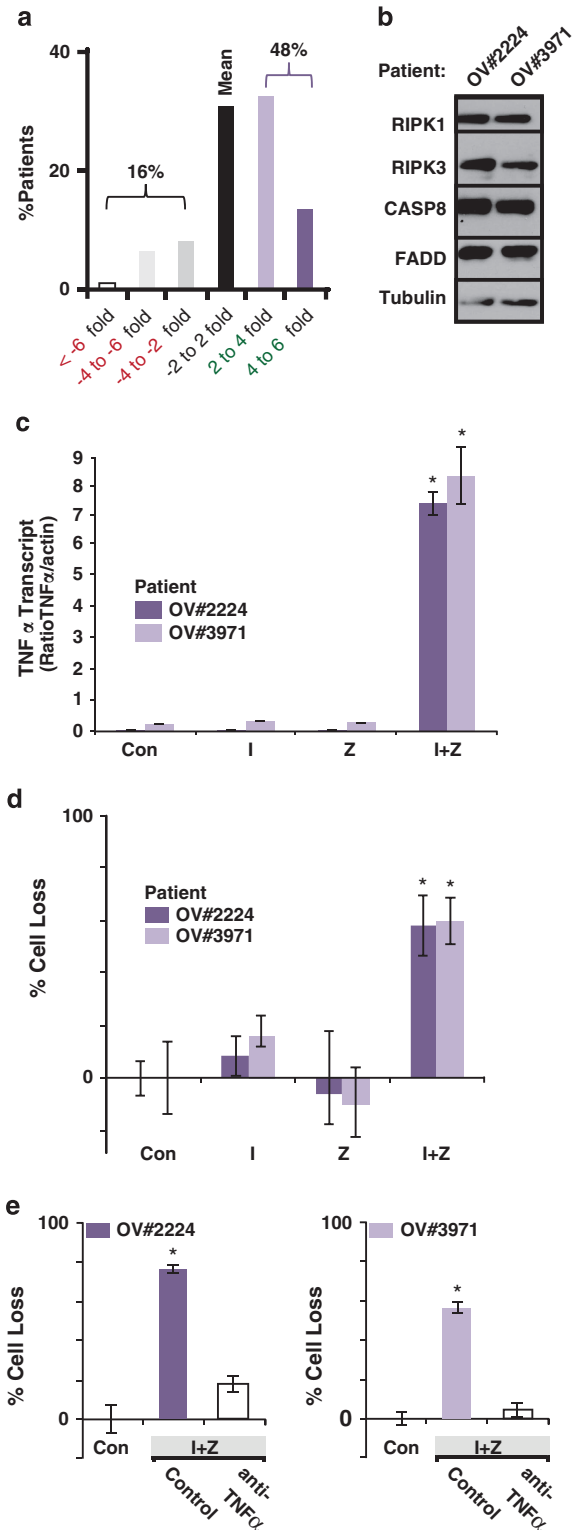 a
40
20
0
%Patients
16%
Mean
48%
< -6 fold
-4 to -6 fold
-4 to -2 fold
-2 to 2 fold
2 to 4 fold
4 to 6 fold
b
Patient:
OV#2224
OV#3971
RIPK1
RIPK3
CASP8
FADD
Tubulin
c
TNF α Transcript
(RatioTNFα/actin)
9
8
7
6
5
4
3
2
1
0
Patient
OV#2224
OV#3971
* *
Con I Z I+Z
d
% Cell Loss
100
0
Patient
OV#2224
OV#3971
* *
Con I Z I+Z
e
% Cell Loss
100
0
OV#2224
*
Con
I+Z
Control
anti-
TNFα
% Cell Loss
100
0
OV#3971
*
Con
I+Z
Control
anti-
TNFα